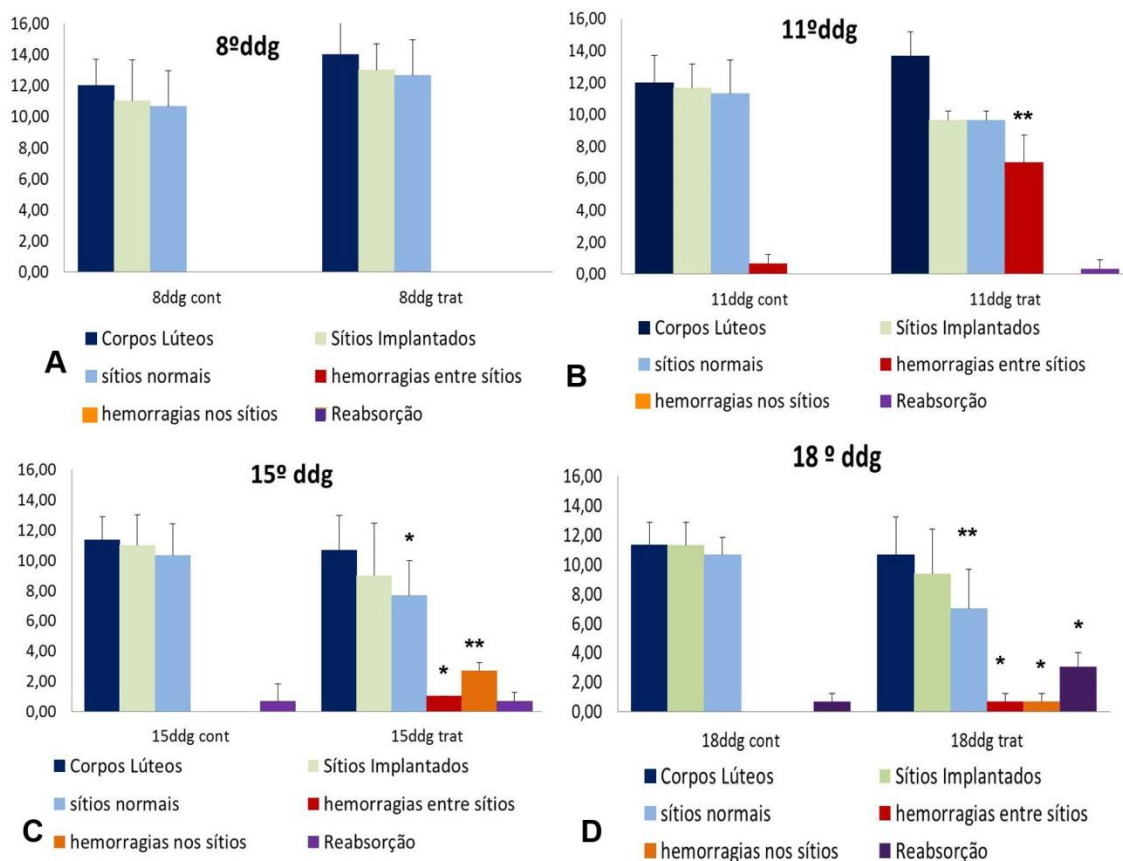 8ºddg
16,00
14,00
12,00
10,00
8,00
6,00
4,00
2,00
0,00
8ddg cont
8ddg trat
Corpos Lúteos
Sítios Implantados
sítios normais
hemorragias entre sítios
hemorragias nos sítios
Reabsorção
A
11ºddg
16,00
14,00
12,00
10,00
8,00
6,00
4,00
2,00
0,00
**
11ddg cont
11ddg trat
Corpos Lúteos
Sítios Implantados
sítios normais
hemorragias entre sítios
hemorragias nos sítios
Reabsorção
B
15º ddg
16,00
14,00
12,00
10,00
8,00
6,00
4,00
2,00
0,00
*
*
**
15ddg cont
15ddg trat
Corpos Lúteos
Sítios Implantados
sítios normais
hemorragias entre sítios
hemorragias nos sítios
Reabsorção
C
18 º ddg
16,00
14,00
12,00
10,00
8,00
6,00
4,00
2,00
0,00
**
*
*
*
18ddg cont
18ddg trat
Corpos Lúteos
Sítios Implantados
sítios normais
hemorragias entre sítios
hemorragias nos sítios
Reabsorção
D